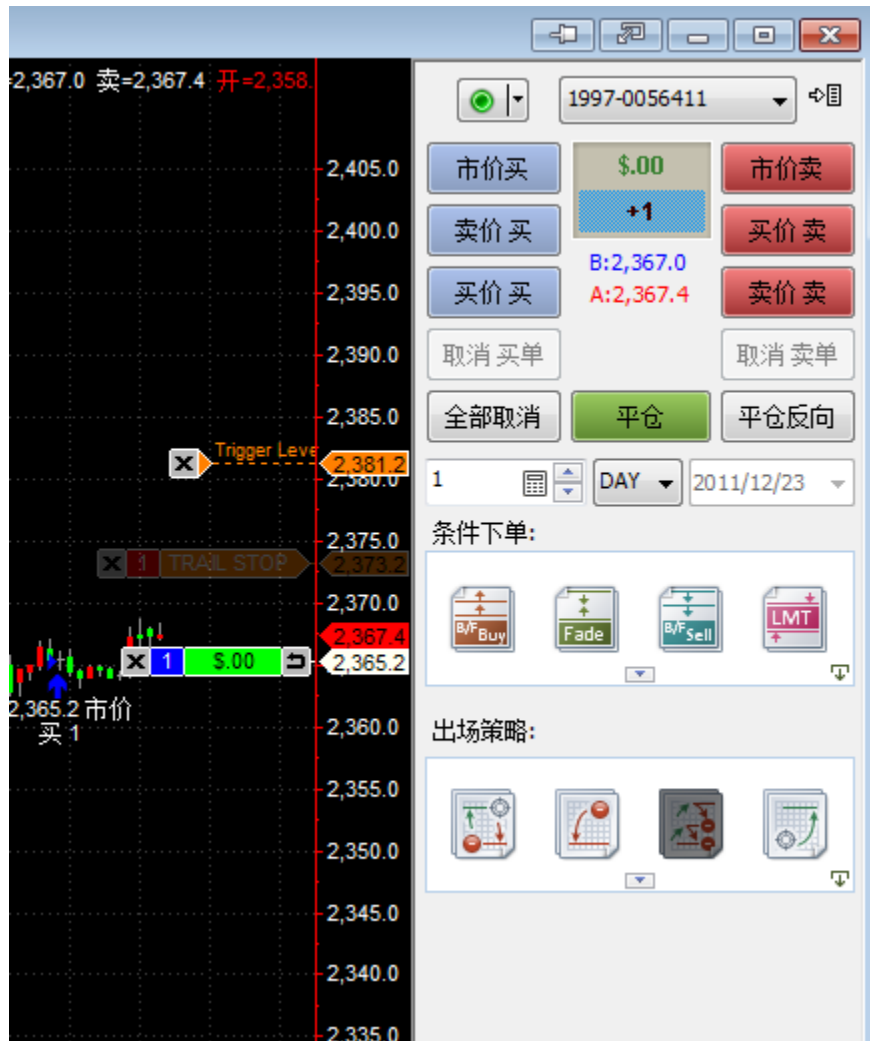 =2,367.0 卖=2,367.4 开=2,358.
2,405.0
2,400.0
2,395.0
2,390.0
2,385.0
Trigger Leve
2,381.2
2,380.0
2,375.0
1 TRAIL STOP
2,373.2
2,370.0
2,367.4
1 $.00
2,365.2
2,365.2 市价
买 1
2,360.0
2,355.0
2,350.0
2,345.0
2,340.0
2,335.0
1997-0056411
市价买 $.00 市价卖
+1
卖价 买 买价 卖
B:2,367.0
买价 买 A:2,367.4 卖价 卖
取消 买单 取消 卖单
全部取消 平仓 平仓反向
1 DAY 2011/12/23
条件下单:
B/F Buy Fade B/F Sell LMT
出场策略: